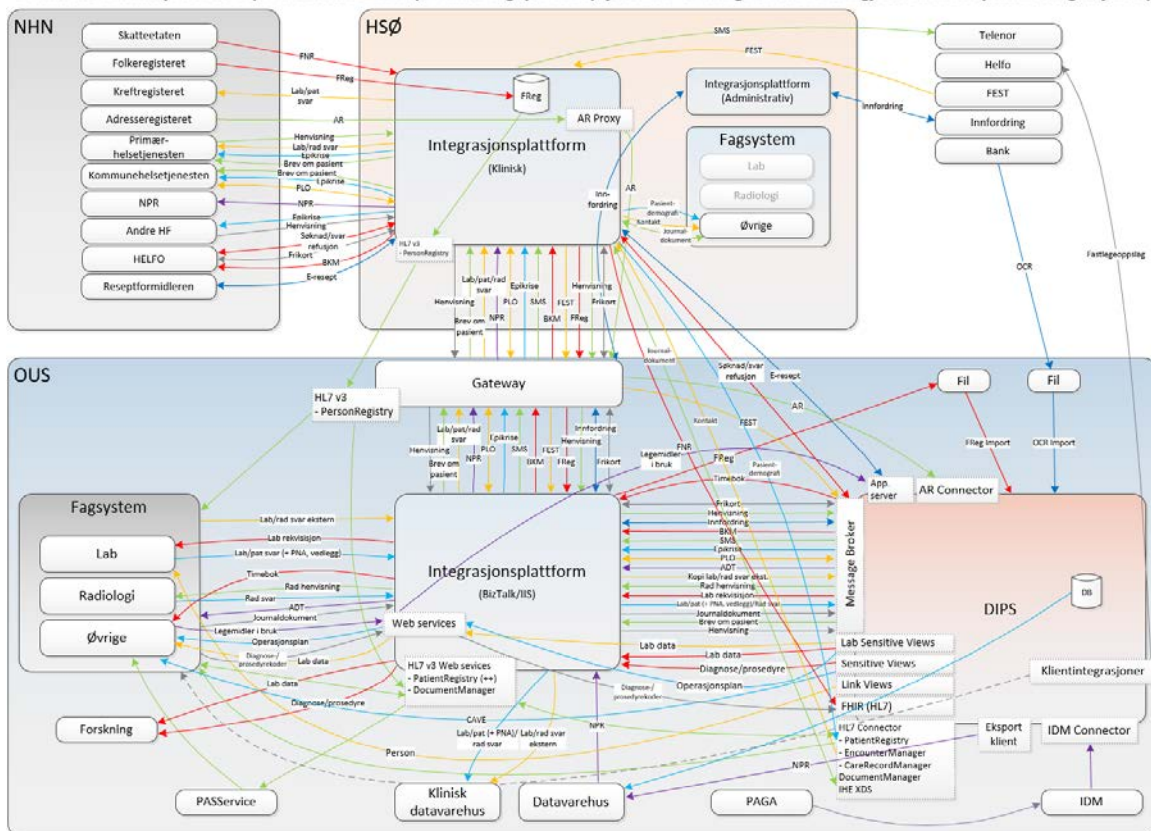 NHN
HSØ
Skatteetaten
Folkeregisteret
Kreftregisteret
Adresseregisteret
Primær-
helsetjenesten
Kommunehelsetjenesten
NPR
Andre HF
HELFO
Reseptformidleren
FNR
FReg
Lab/pat
svar
AR
Henvisning
Lab/rad svar
Epikrise
Brev om pasient
Brev om pasient
Epikrise
PLO
NPR
Epikrise
Henvisning
Søknad/svar
refusjon
Frikort
BKM
E-resept
FReg
Integrasjonsplattform
(Klinisk)
AR Proxy
HL7 v3
- PersonRegistry
SMS
FEST
Integrasjonsplattform
(Administrativ)
Innfordring
Fagsystem
Lab
Radiologi
Øvrige
Inn-
fordring
AR
Pasient-
demografi
Kontakt
Journal-
dokument
Telenor
Helfo
FEST
Innfordring
Bank
Fastlegeoppslag
OCR
Henvisning
Brev om
pasient
Lab/pat/rad
svar
NPR
PLO
Epikrise
SMS
BKM
FEST
FReg
Henvisning
Frikort
OUS
Gateway
HL7 v3
- PersonRegistry
Journal-
dokument
Søknad/svar
refusjon
E-resept
Kontakt
FEST
Fil
Fil
AR
FReg Import
OCR Import
Henvisning
Brev om
pasient
Lab/pat/rad
svar
NPR
PLO
Epikrise
SMS
BKM
FEST
FReg
Henvisning
Innfordring
Frikort
Legemidler
i bruk
FNR
FReg
Pasient-
demografi
Timebok
App.
server
AR Connector
Fagsystem
Lab
Radiologi
Øvrige
Lab/rad svar ekstern
Lab rekvisisjon
Lab/pat svar (+ PNA, vedlegg)
Timebok
Rad henvisning
Rad svar
ADT
Journaldokument
Legemidler i bruk
Operasjonsplan
Diagnose-/
prosedyrekoder
Lab data
Lab data
Diagnose/prosedyre
Integrasjonsplattform
(BizTalk/IIS)
Web services
HL7 v3 Web sevices
- PatientRegistry (++)
- DocumentManager
Frikort
Henvisning
Innfordring
BKM
SMS
Epikrise
PLO
ADT
Kopi lab/rad svar ekst.
Rad henvisning
Lab rekvisisjon
Lab/pat (+ PNA, vedlegg)/Rad svar
Journaldokument
Brev om pasient
Henvisning
Lab data
Lab data
Diagnose/prosedyre
Operasjonsplan
Diagnose-/
prosedyrekoder
Message Broker
DIPS
DB
Lab Sensitive Views
Sensitive Views
Link Views
FHIR (HL7)
HL7 Connector
- PatientRegistry
- EncounterManager
- CareRecordManager
DocumentManager
IHE XDS
Klientintegrasjoner
Eksport
klient
IDM Connector
Forskning
CAVE
Lab/pat (+ PNA)/
rad svar
Lab/rad svar
ekstern
NPR
NPR
Person
PASService
Klinisk
datavarehus
Datavarehus
PAGA
IDM